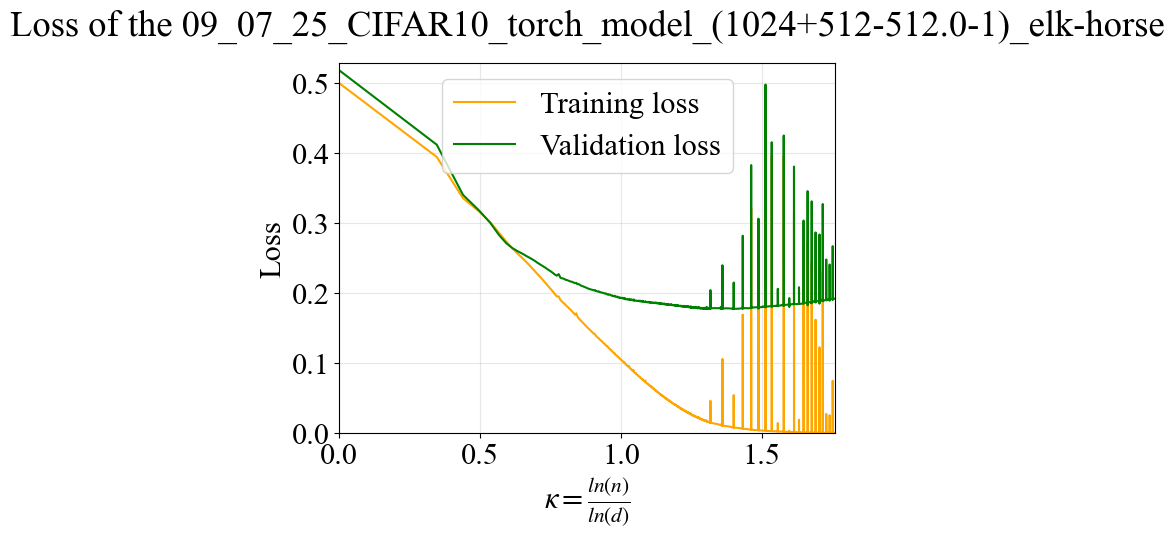 Loss of the 09_07_25_CIFAR10_torch_model_(1024+512-512.0-1)_elk-horse
Training loss
Validation loss
Loss
0.5
0.4
0.3
0.2
0.1
0.0
0.0 0.5 1.0 1.5
κ = ln(n) / ln(d)